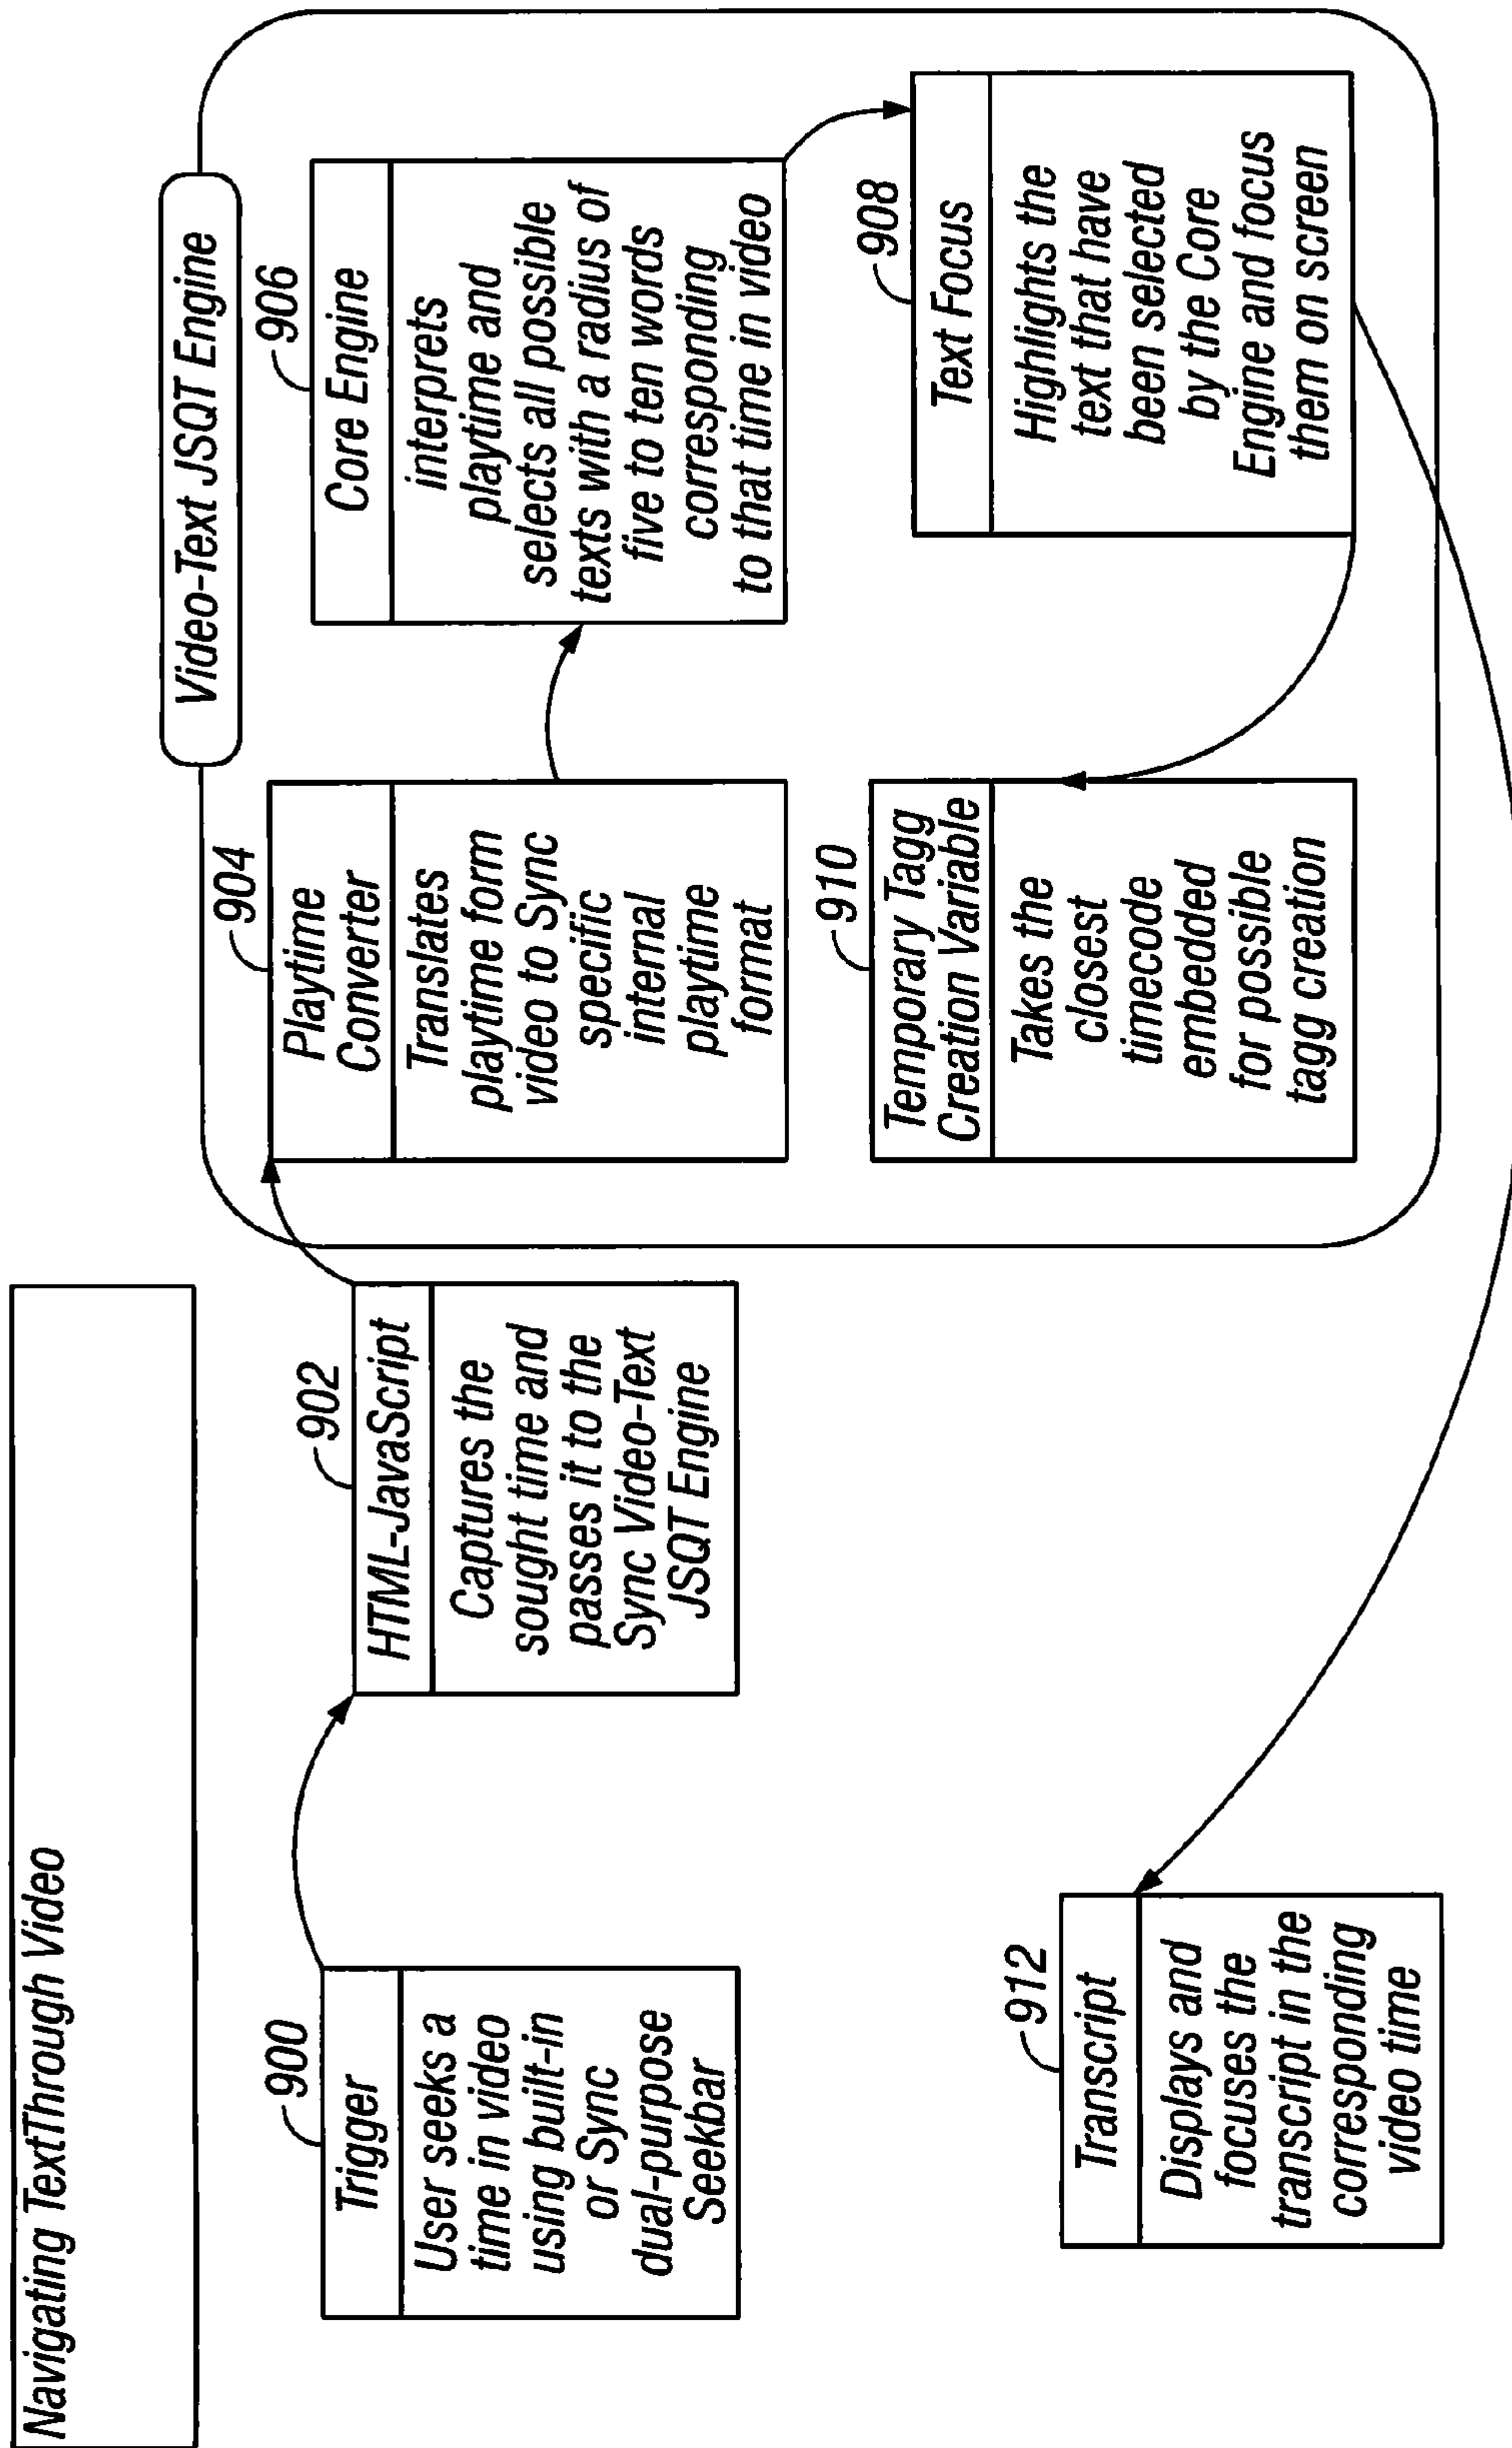 Navigating TextThrough Video
900
Trigger
User seeks a
time in video
using built-in
or Sync
dual-purpose
Seekbar
902
HTML-JavaScript
Captures the
sought time and
passes it to the
Sync Video-Text
JSQT Engine
Video-Text JSQT Engine
904
Playtime
Converter
Translates
playtime form
video to Sync
specific
internal
playtime
format
906
Core Engine
interprets
playtime and
selects all possible
texts with a radius of
five to ten words
corresponding
to that time in video
908
Text Focus
Highlights the
text that have
been selected
by the Core
Engine and focus
them on screen
910
Temporary Tagg
Creation Variable
Takes the
closest
timecode
embedded
for possible
tagg creation
912
Transcript
Displays and
focuses the
transcript in the
corresponding
video time